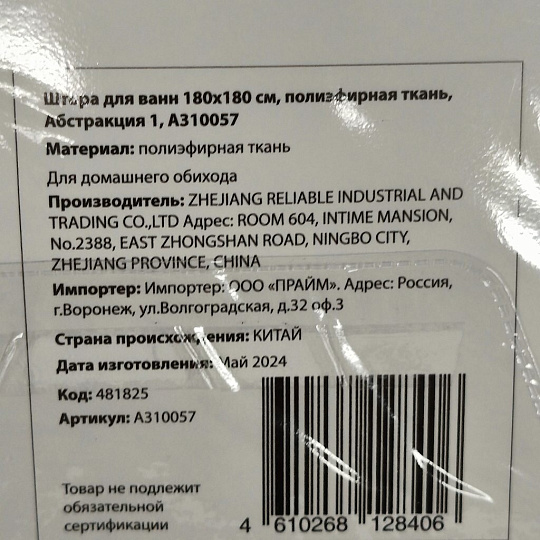 Штора для ванн 180х180 см, полиэфирная ткань,
Абстракция 1, А310057
Материал: полиэфирная ткань
Для домашнего обихода
Производитель: ZHEJIANG RELIABLE INDUSTRIAL AND
TRADING CO.,LTD Адрес: ROOM 604, INTIME MANSION,
No.2388, EAST ZHONGSHAN ROAD, NINGBO CITY,
ZHEJIANG PROVINCE, CHINA
Импортер: Импортер: ООО «ПРАЙМ». Адрес: Россия,
г.Воронеж, ул.Волгоградская, д.32 оф.3
Страна происхождения: КИТАЙ
Дата изготовления: Май 2024
Код: 481825
Артикул: А310057
Товар не подлежит
обязательной
сертификации
4 610268 128406